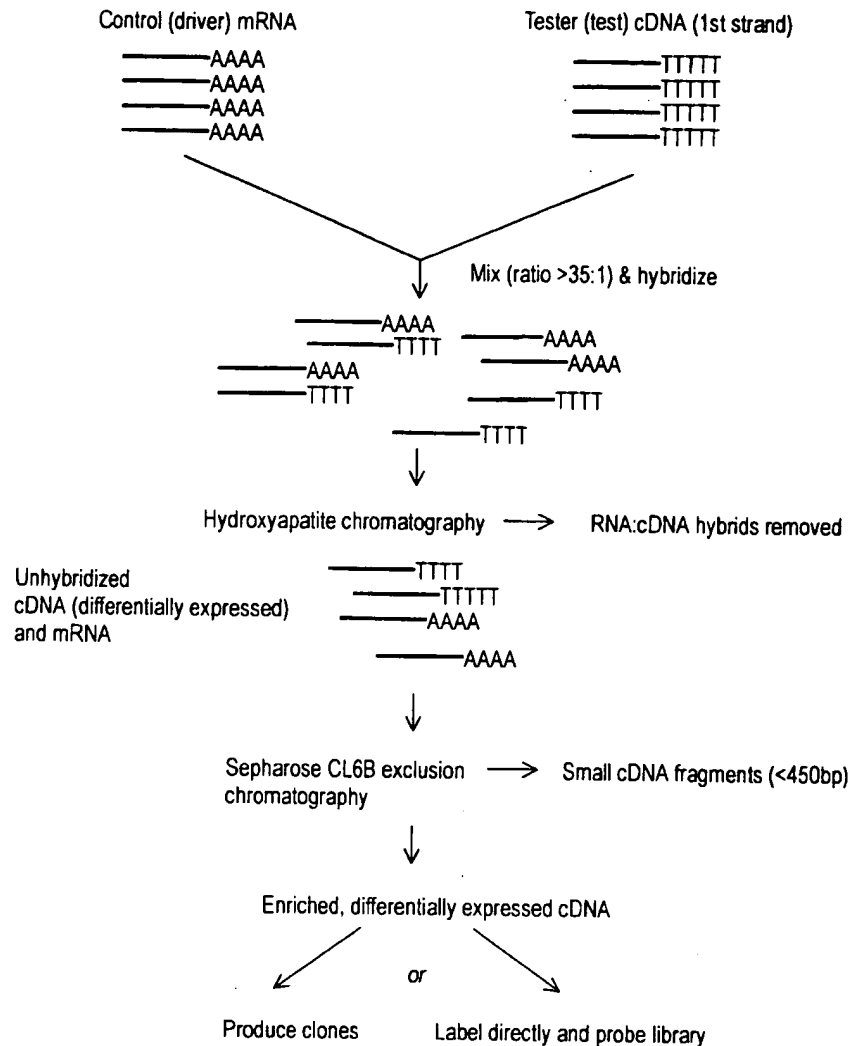 Control (driver) mRNA
Tester (test) cDNA (1st strand)
AAAA
AAAA
AAAA
AAAA
TTTTT
TTTTT
TTTTT
TTTTT
Mix (ratio >35:1) & hybridize
AAAA
TTTT
AAAA
AAAA
AAAA
TTTT
TTTT
TTTT
Hydroxyapatite chromatography
RNA:cDNA hybrids removed
Unhybridized
cDNA (differentially expressed)
and mRNA
TTTT
TTTTT
AAAA
AAAA
Sepharose CL6B exclusion
chromatography
Small cDNA fragments (<450bp)
Enriched, differentially expressed cDNA
or
Produce clones
Label directly and probe library